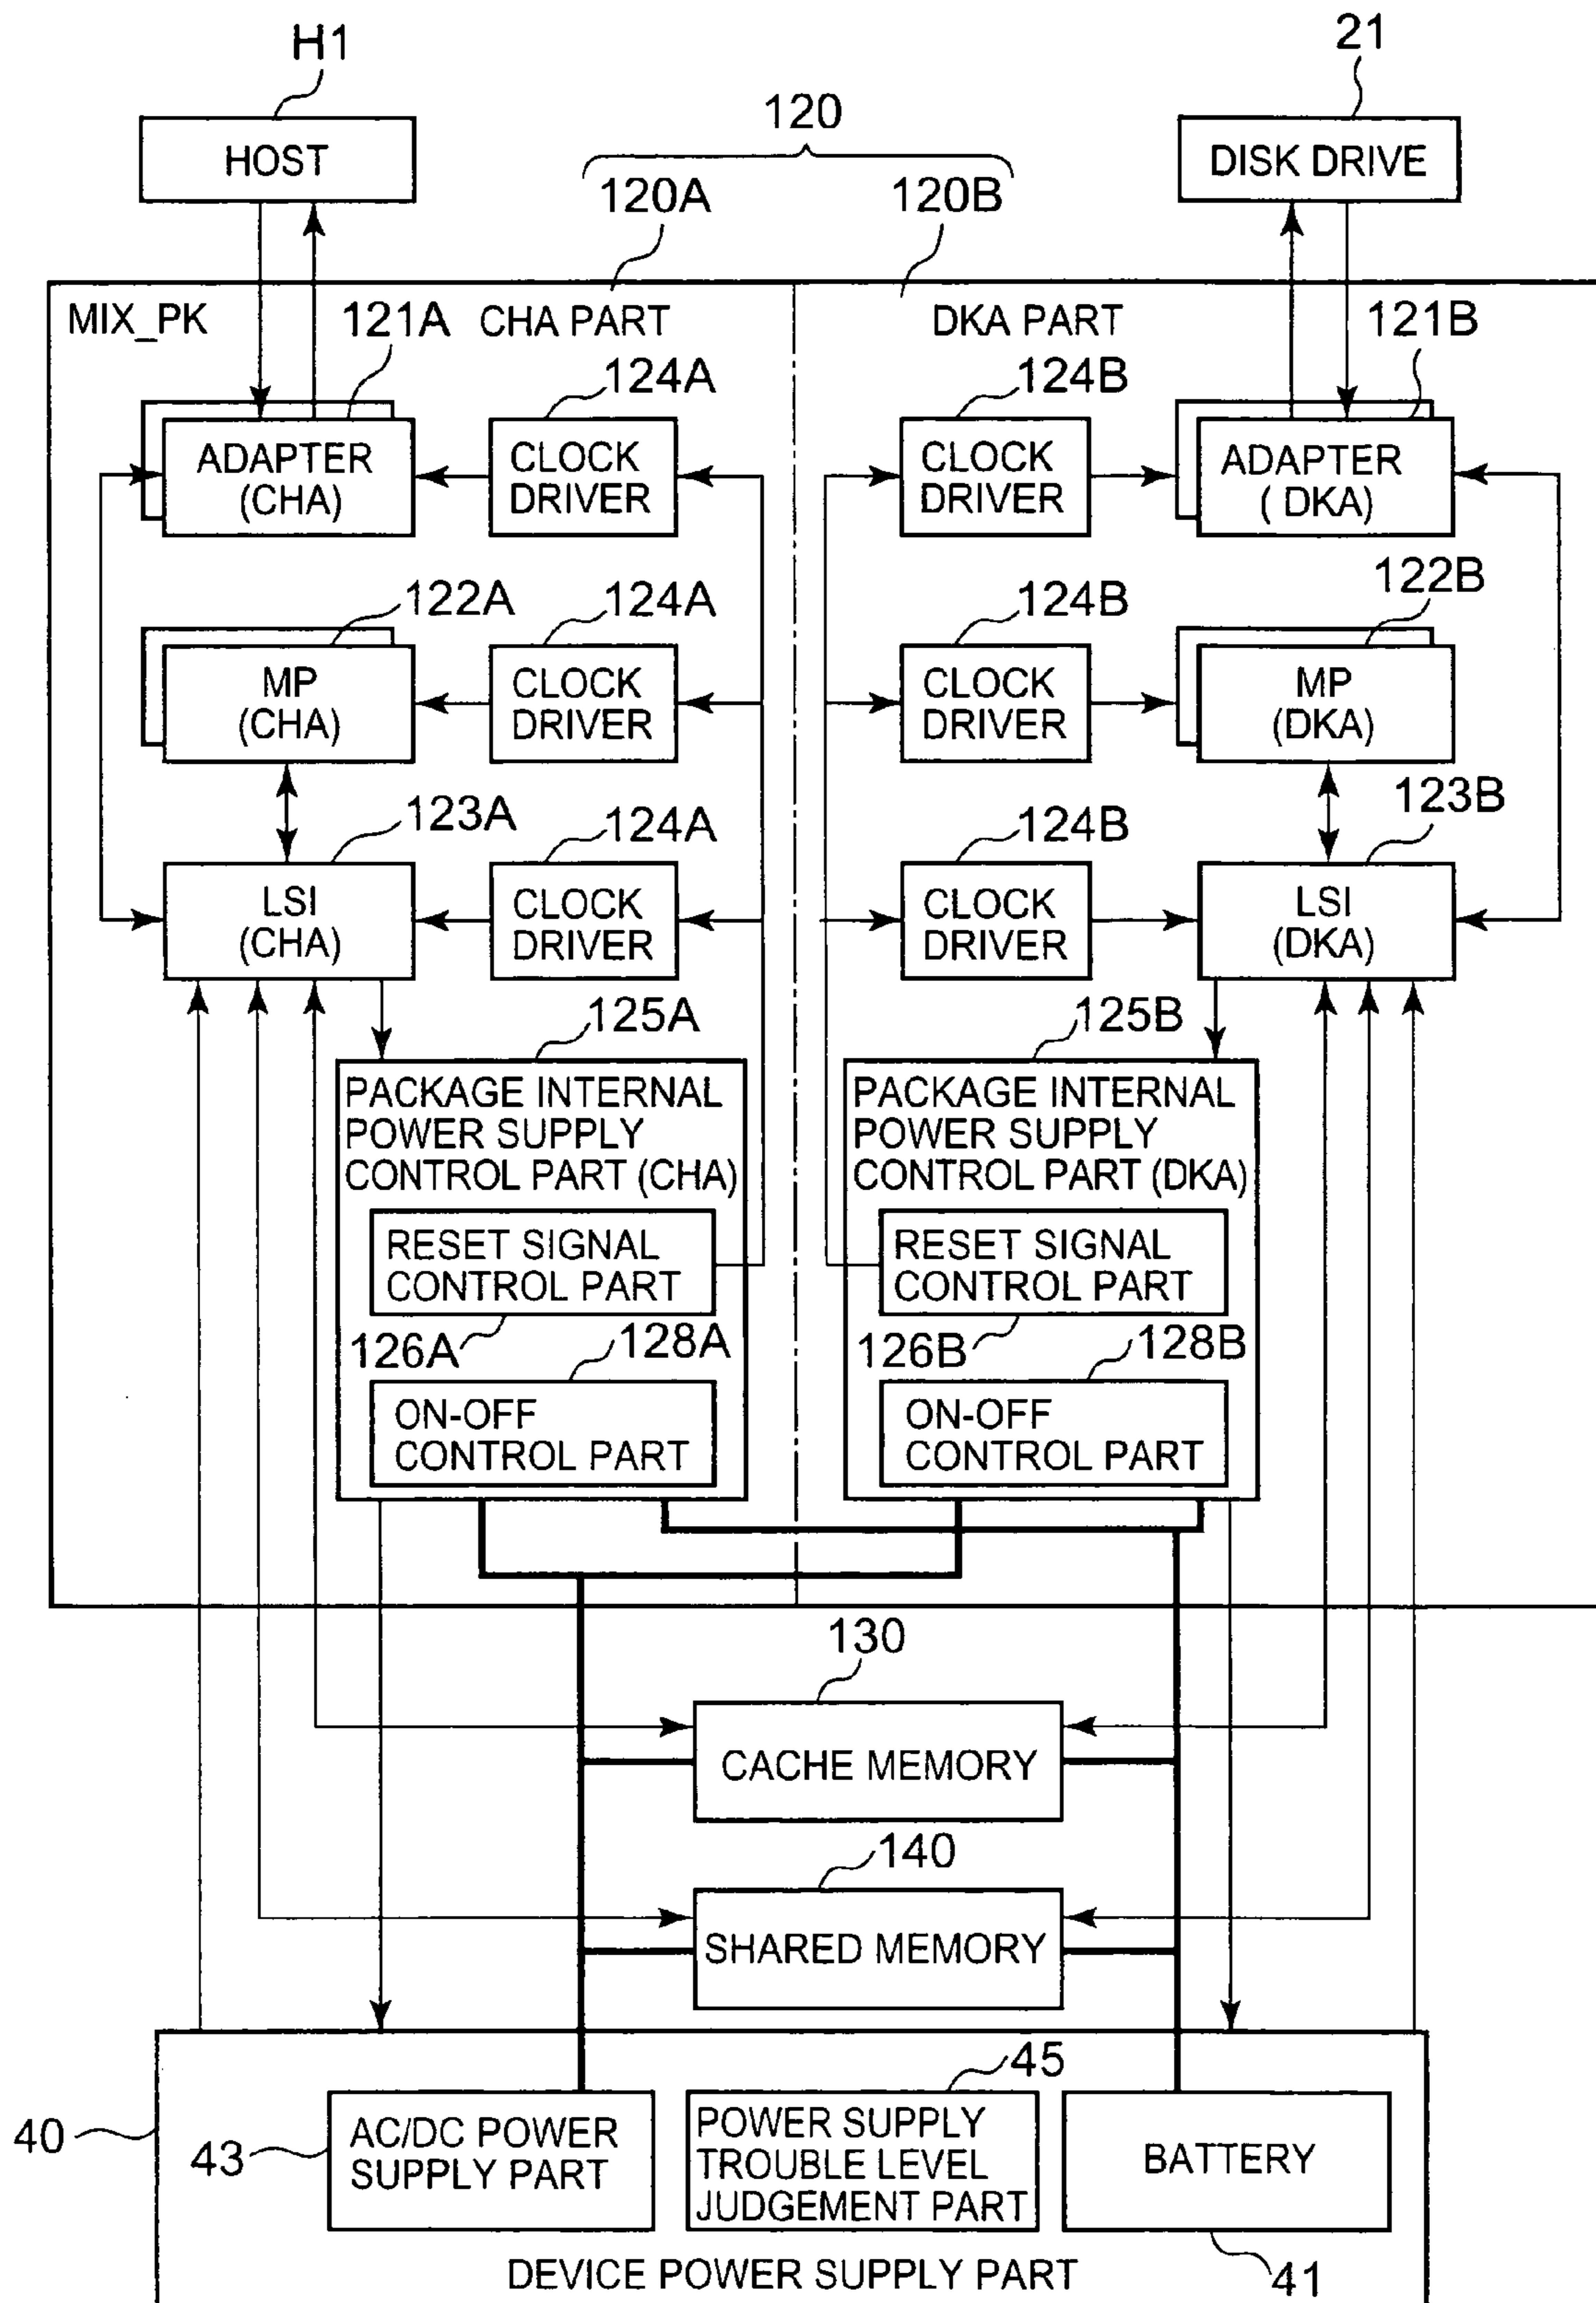 H1
21
HOST
120
DISK DRIVE
120A
120B
MIX_PK
121A
CHA PART
DKA PART
121B
124A
124B
ADAPTER
(CHA)
CLOCK
DRIVER
CLOCK
DRIVER
ADAPTER
( DKA)
122A
124A
124B
122B
MP
(CHA)
CLOCK
DRIVER
CLOCK
DRIVER
MP
(DKA)
123A
124A
124B
123B
LSI
(CHA)
CLOCK
DRIVER
CLOCK
DRIVER
LSI
(DKA)
125A
125B
PACKAGE INTERNAL
POWER SUPPLY
CONTROL PART (CHA)
PACKAGE INTERNAL
POWER SUPPLY
CONTROL PART (DKA)
RESET SIGNAL
CONTROL PART
RESET SIGNAL
CONTROL PART
126A
128A
126B
128B
ON-OFF
CONTROL PART
ON-OFF
CONTROL PART
130
CACHE MEMORY
140
SHARED MEMORY
45
40
43
AC/DC POWER
SUPPLY PART
POWER SUPPLY
TROUBLE LEVEL
JUDGEMENT PART
BATTERY
DEVICE POWER SUPPLY PART
41